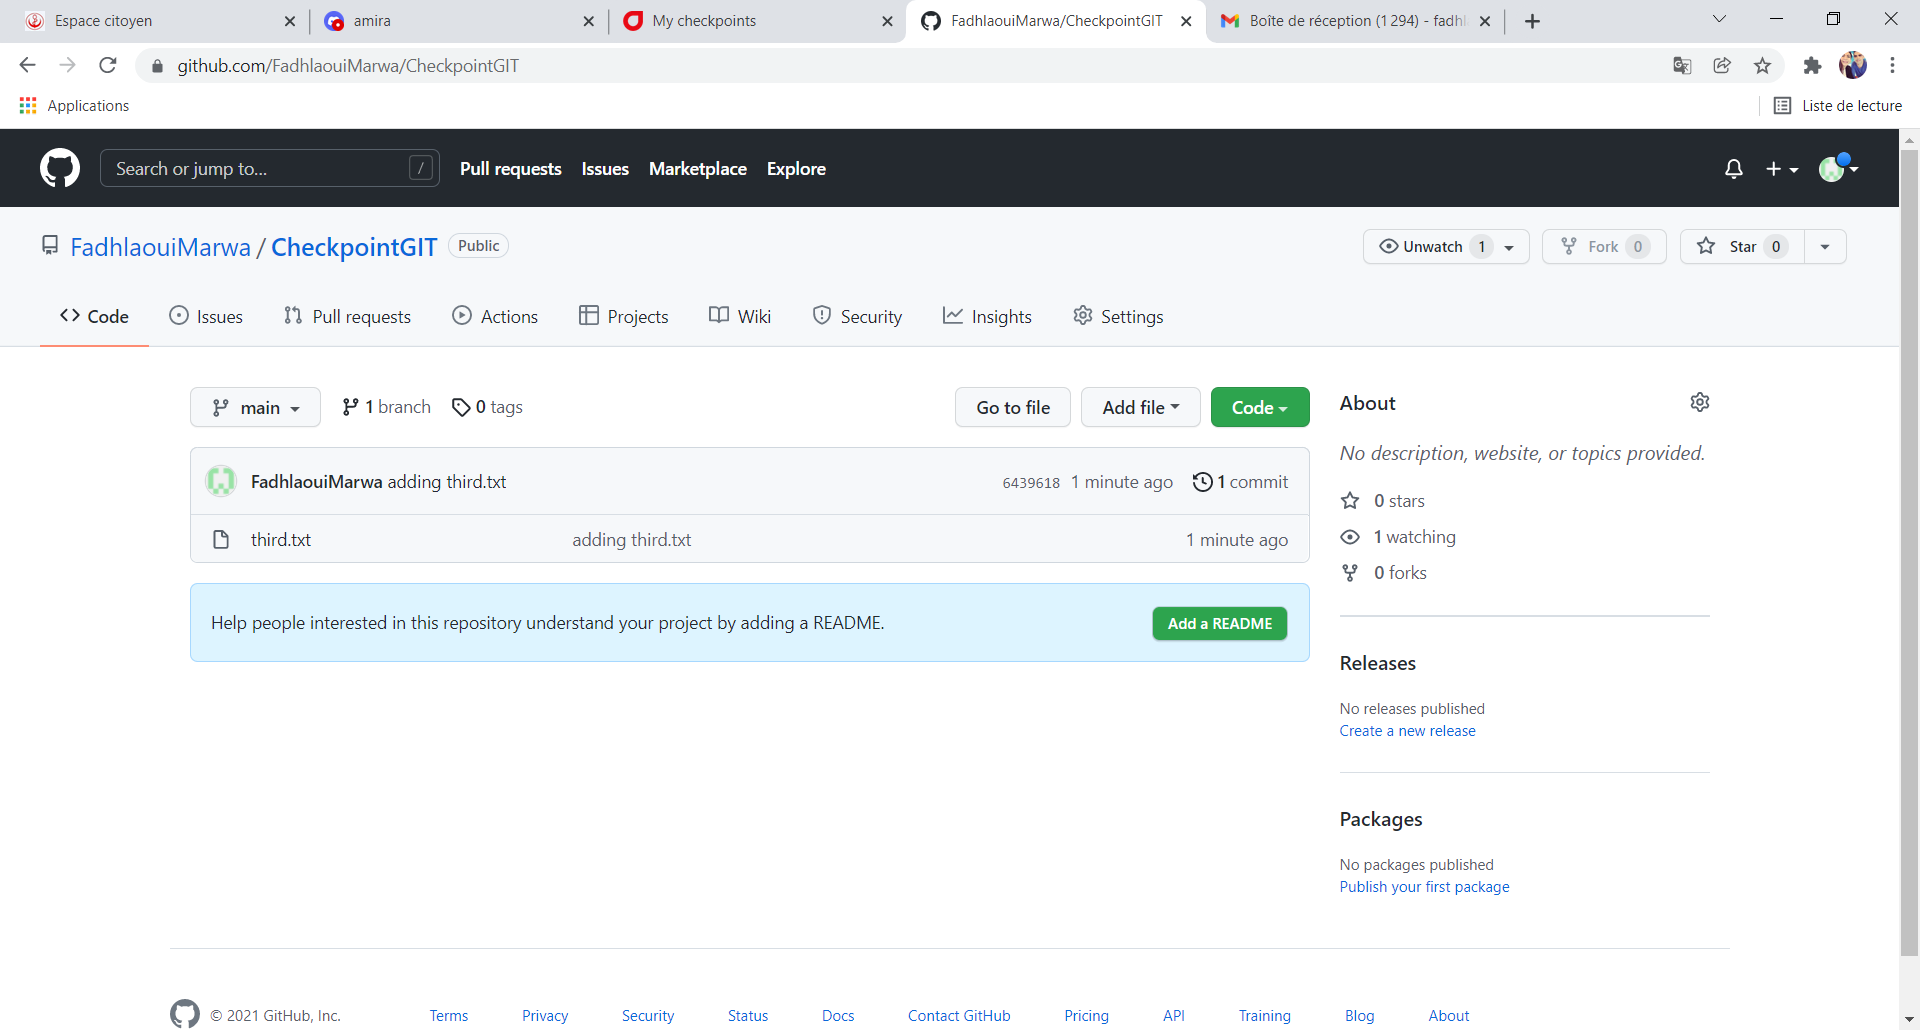 Espace citoyen
amira
My checkpoints
FadhlaouiMarwa/CheckpointGIT
Boîte de réception (1 294) - fadhl
github.com/FadhlaouiMarwa/CheckpointGIT
Applications
Liste de lecture
Search or jump to... /
Pull requests
Issues
Marketplace
Explore
FadhlaouiMarwa / CheckpointGIT Public
Unwatch 1
Fork 0
Star 0
Code
Issues
Pull requests
Actions
Projects
Wiki
Security
Insights
Settings
main
1 branch
0 tags
Go to file
Add file
Code
FadhlaouiMarwa adding third.txt
6439618 1 minute ago
1 commit
third.txt
adding third.txt
1 minute ago
Help people interested in this repository understand your project by adding a README.
Add a README
About
No description, website, or topics provided.
0 stars
1 watching
0 forks
Releases
No releases published
Create a new release
Packages
No packages published
Publish your first package
© 2021 GitHub, Inc.
Terms
Privacy
Security
Status
Docs
Contact GitHub
Pricing
API
Training
Blog
About